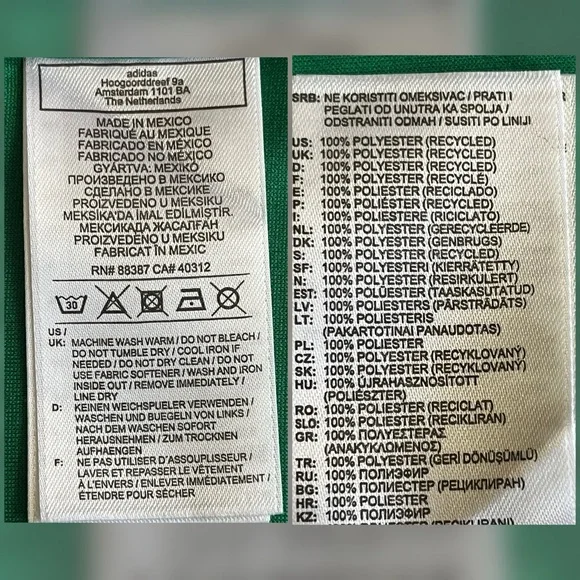 adidas
Hoogoorddreef 9a
Amsterdam 1101 BA
The Netherlands
MADE IN MEXICO
FABRIQUÉ AU MEXIQUE
FABRICADO EN MÉXICO
FABRICADO NO MÉXICO
GYÁRTVA: MEXIKÓ
ПРОИЗВЕДЕНО В МЕКСИКО
СДЕЛАНО В МЕКСИКЕ
PROIZVEDENO U MEKSIKU
MEKSİKA'DA İMAL EDİLMİŞTİR.
МЕКСИКАДА ЖАСАЛҒАН
PROIZVEDENO U MEKSIKU
FABRICAT ÎN MEXIC
RN# 88387 CA# 40312
30
US /
UK: MACHINE WASH WARM / DO NOT BLEACH /
DO NOT TUMBLE DRY / COOL IRON IF
NEEDED / DO NOT DRY CLEAN / DO NOT
USE FABRIC SOFTENER / WASH AND IRON
INSIDE OUT / REMOVE IMMEDIATELY /
LINE DRY
D: KEINEN WEICHSPUELER VERWENDEN /
WASCHEN UND BUEGELN VON LINKS /
NACH DEM WASCHEN SOFORT
HERAUSNEHMEN / ZUM TROCKNEN
AUFHAENGEN
F: NE PAS UTILISER D'ASSOUPLISSEUR /
LAVER ET REPASSER LE VÊTEMENT
À L'ENVERS / ENLEVER IMMÉDIATEMENT /
ÉTENDRE POUR SÉCHER
SRB: NE KORISTITI OMEKSIVAC / PRATI I
PEGLATI OD UNUTRA KA SPOLJA /
ODSTRANITI ODMAH / SUSITI PO LINIJI
US: 100% POLYESTER (RECYCLED)
UK: 100% POLYESTER (RECYCLED)
D: 100% POLYESTER (RECYCLED)
F: 100% POLYESTER (RECYCLÉ)
E: 100% POLIÉSTER (RECICLADO)
P: 100% POLIÉSTER (RECYCLED)
I: 100% POLIESTERE (RICICLATO)
NL: 100% POLYESTER (GERECYCLEERDE)
DK: 100% POLYESTER (GENBRUGS)
S: 100% POLYESTER (RECYCLED)
SF: 100% POLYESTERI (KIERRÄTETTY)
N: 100% POLYESTER (RESIRKULERT)
EST: 100% POLÜESTER (TAASKASUTATUD)
LV: 100% POLIESTERS (PĀRSTRĀDĀTS)
LT: 100% POLIESTERIS
(PAKARTOTINAI PANAUDOTAS)
PL: 100% POLIESTER
CZ: 100% POLYESTER (RECYKLOVANÝ)
SK: 100% POLYESTER (RECYKLOVANÝ)
HU: 100% ÚJRAHASZNOSÍTOTT
(POLIÉSZTER)
RO: 100% POLIESTER (RECICLAT)
SLO: 100% POLIESTER (RECIKLIRAN)
GR: 100% ΠΟΛΥΕΣΤΕΡΑΣ
(ΑΝΑΚΥΚΛΩΜΕΝΟΣ)
TR: 100% POLYESTER (GERİ DÖNÜŞÜMLÜ)
RU: 100% ПОЛИЭФИР
BG: 100% ПОЛИЕСТЕР (РЕЦИКЛИРАН)
HR: 100% POLIESTER
KZ: 100% ПОЛИЭФИР